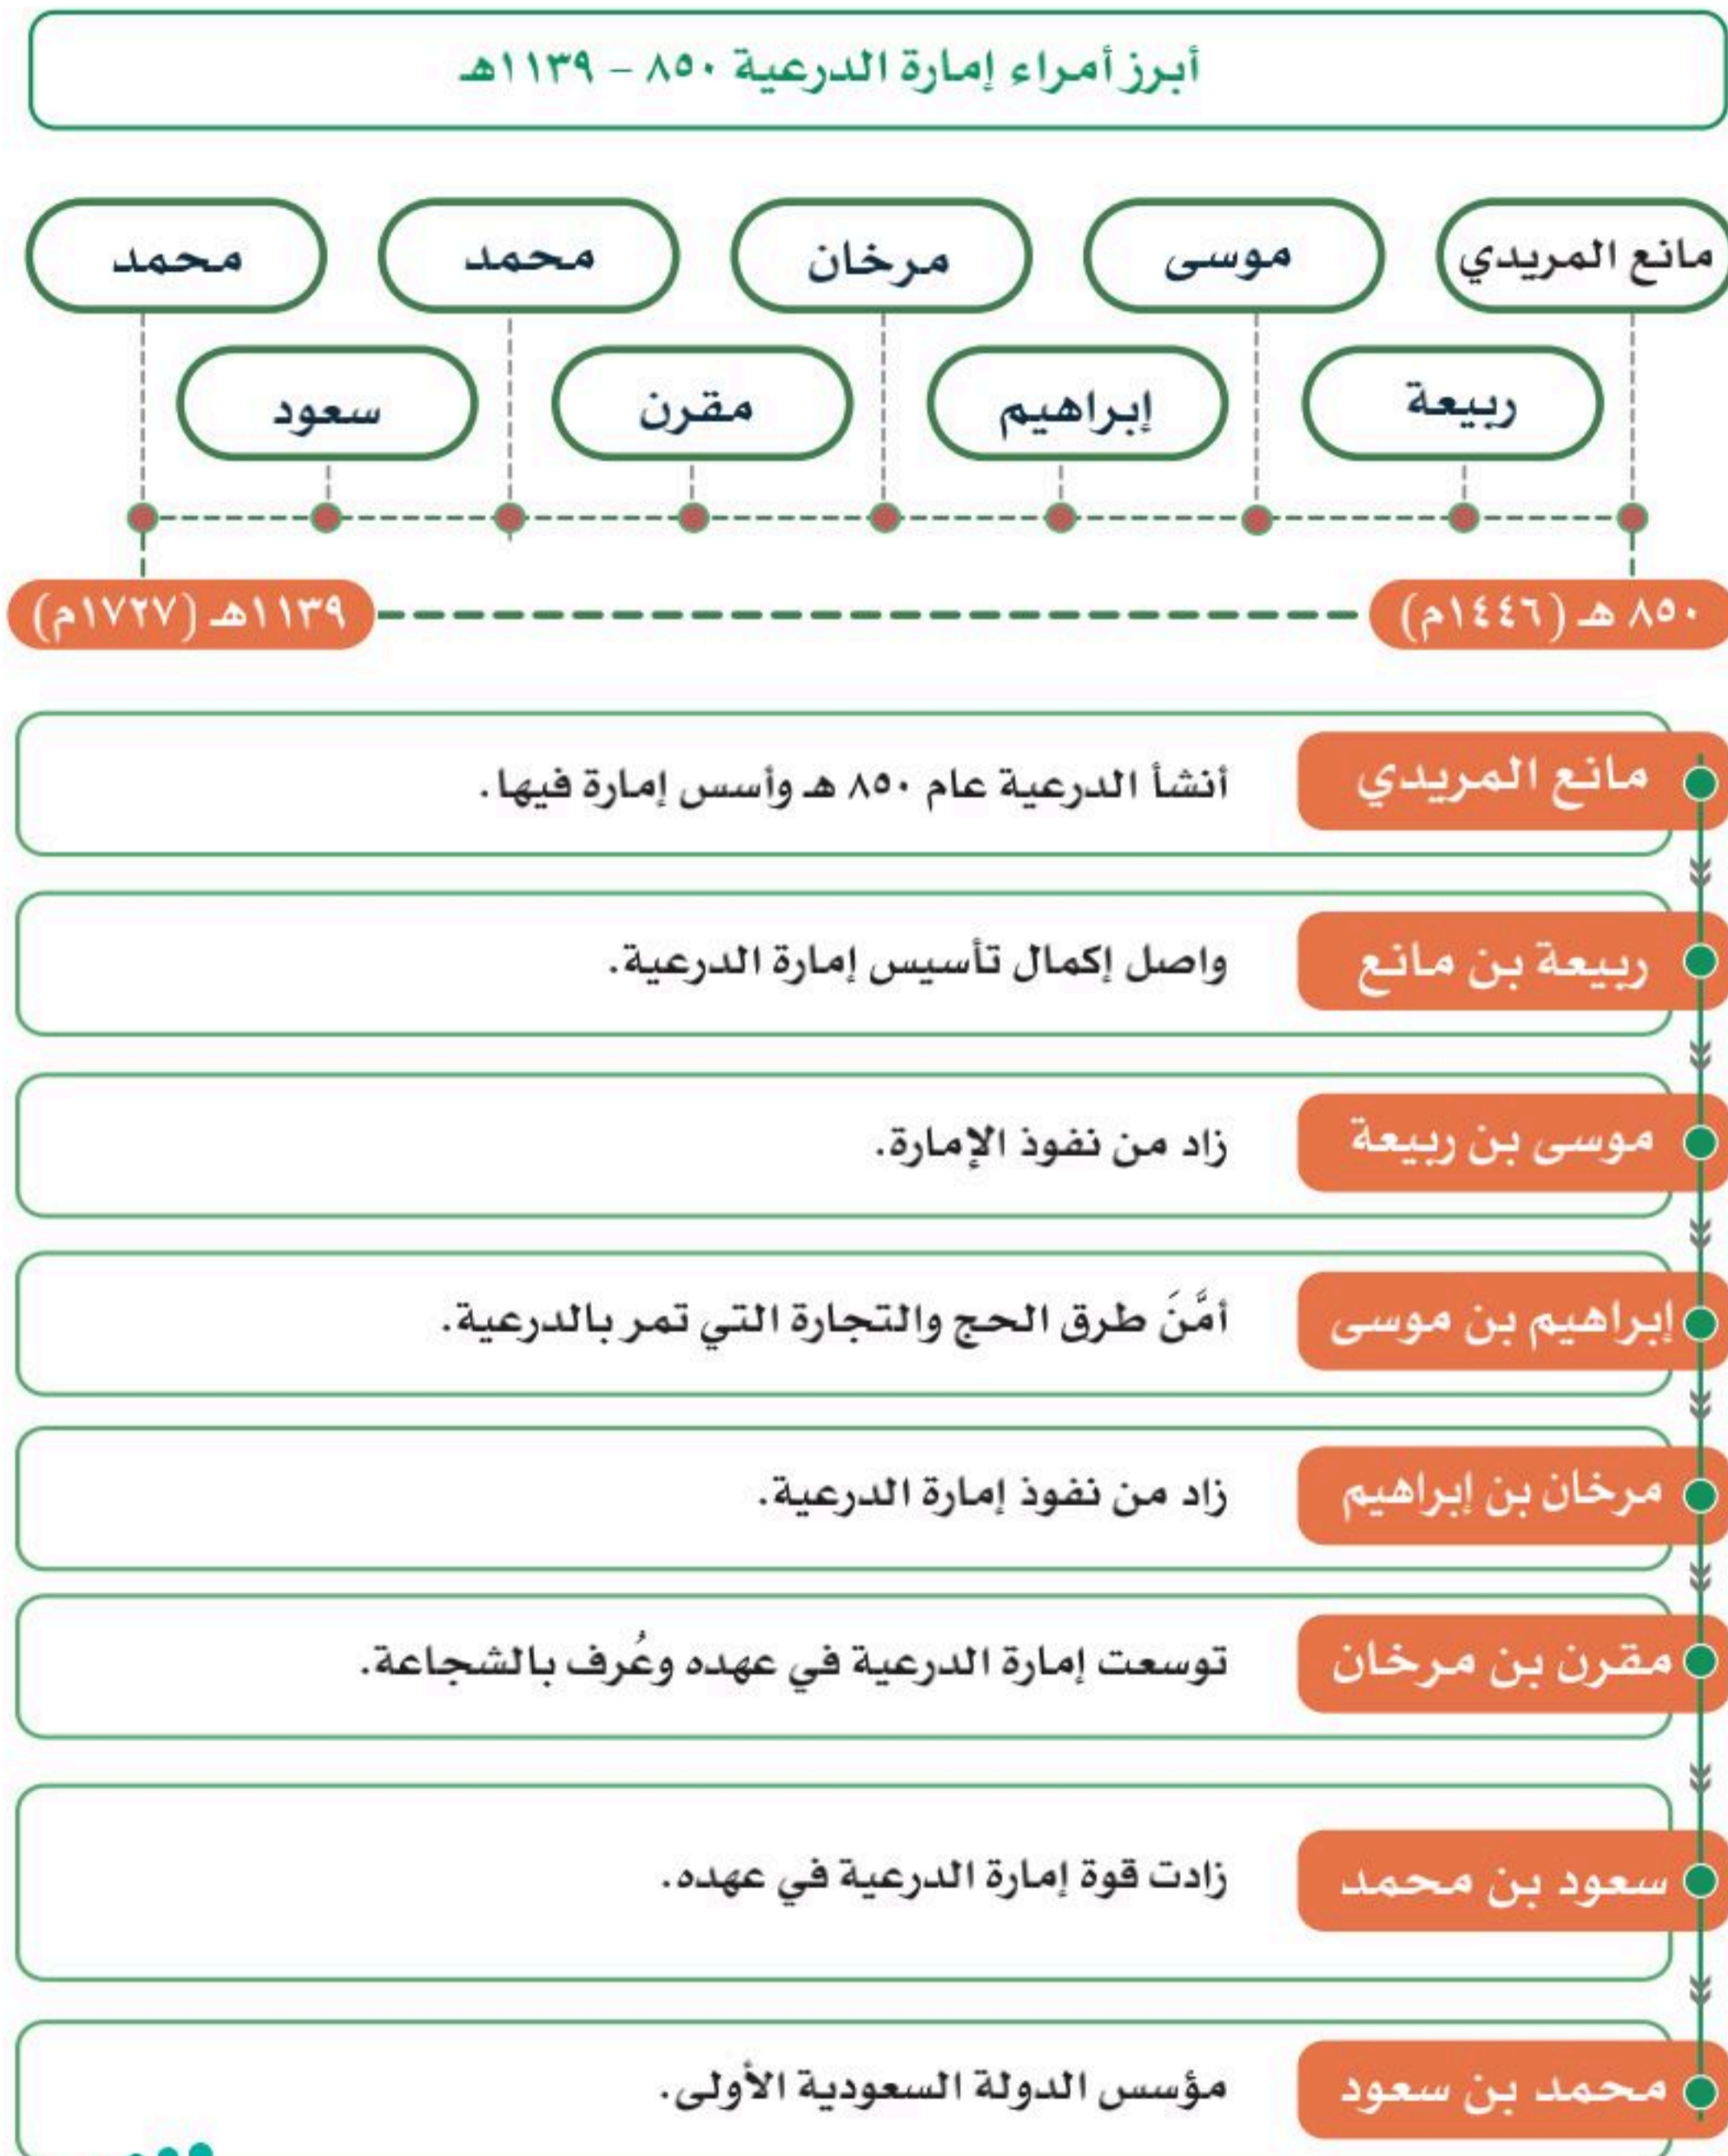 أبرز أمراء إمارة الدرعية ٨٥٠ – ١١٣٩هـ
مانع المريدي
ربيعة
موسى
إبراهيم
مرخان
مقرن
محمد
سعود
محمد
٨٥٠ هـ (١٤٤٦م)
١١٣٩هـ (١٧٢٧م)
مانع المريدي
أنشأ الدرعية عام ٨٥٠ هـ وأسس إمارة فيها.
ربيعة بن مانع
واصل إكمال تأسيس إمارة الدرعية.
موسى بن ربيعة
زاد من نفوذ الإمارة.
إبراهيم بن موسى
أمَّنَ طرق الحج والتجارة التي تمر بالدرعية.
مرخان بن إبراهيم
زاد من نفوذ إمارة الدرعية.
مقرن بن مرخان
توسعت إمارة الدرعية في عهده وعُرف بالشجاعة.
سعود بن محمد
زادت قوة إمارة الدرعية في عهده.
محمد بن سعود
مؤسس الدولة السعودية الأولى.